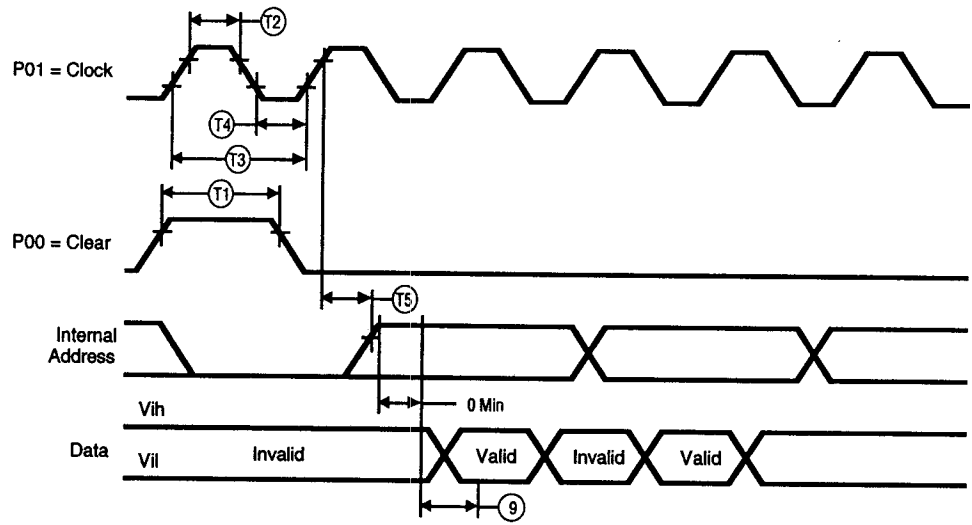 T2
P01 = Clock
T4
T3
T1
P00 = Clear
T5
Internal
Address
0 Min
Vih
Data
Vil
Invalid
Valid
Invalid
Valid
9